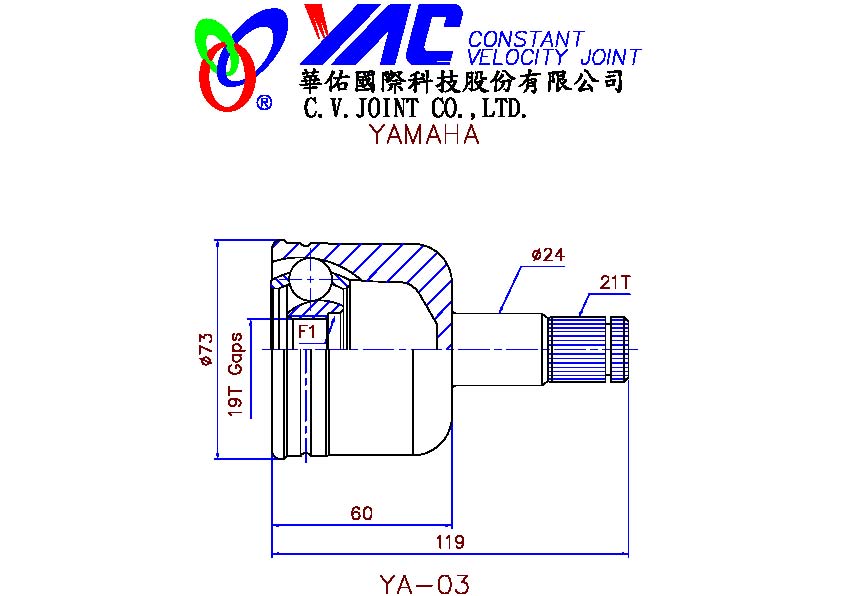 YAC CONSTANT
VELOCITY JOINT
®
華佑國際科技股份有限公司
C.V.JOINT CO.,LTD.
YAMAHA
ø24
21T
F1
ø73
19T Gaps
60
119
YA-03